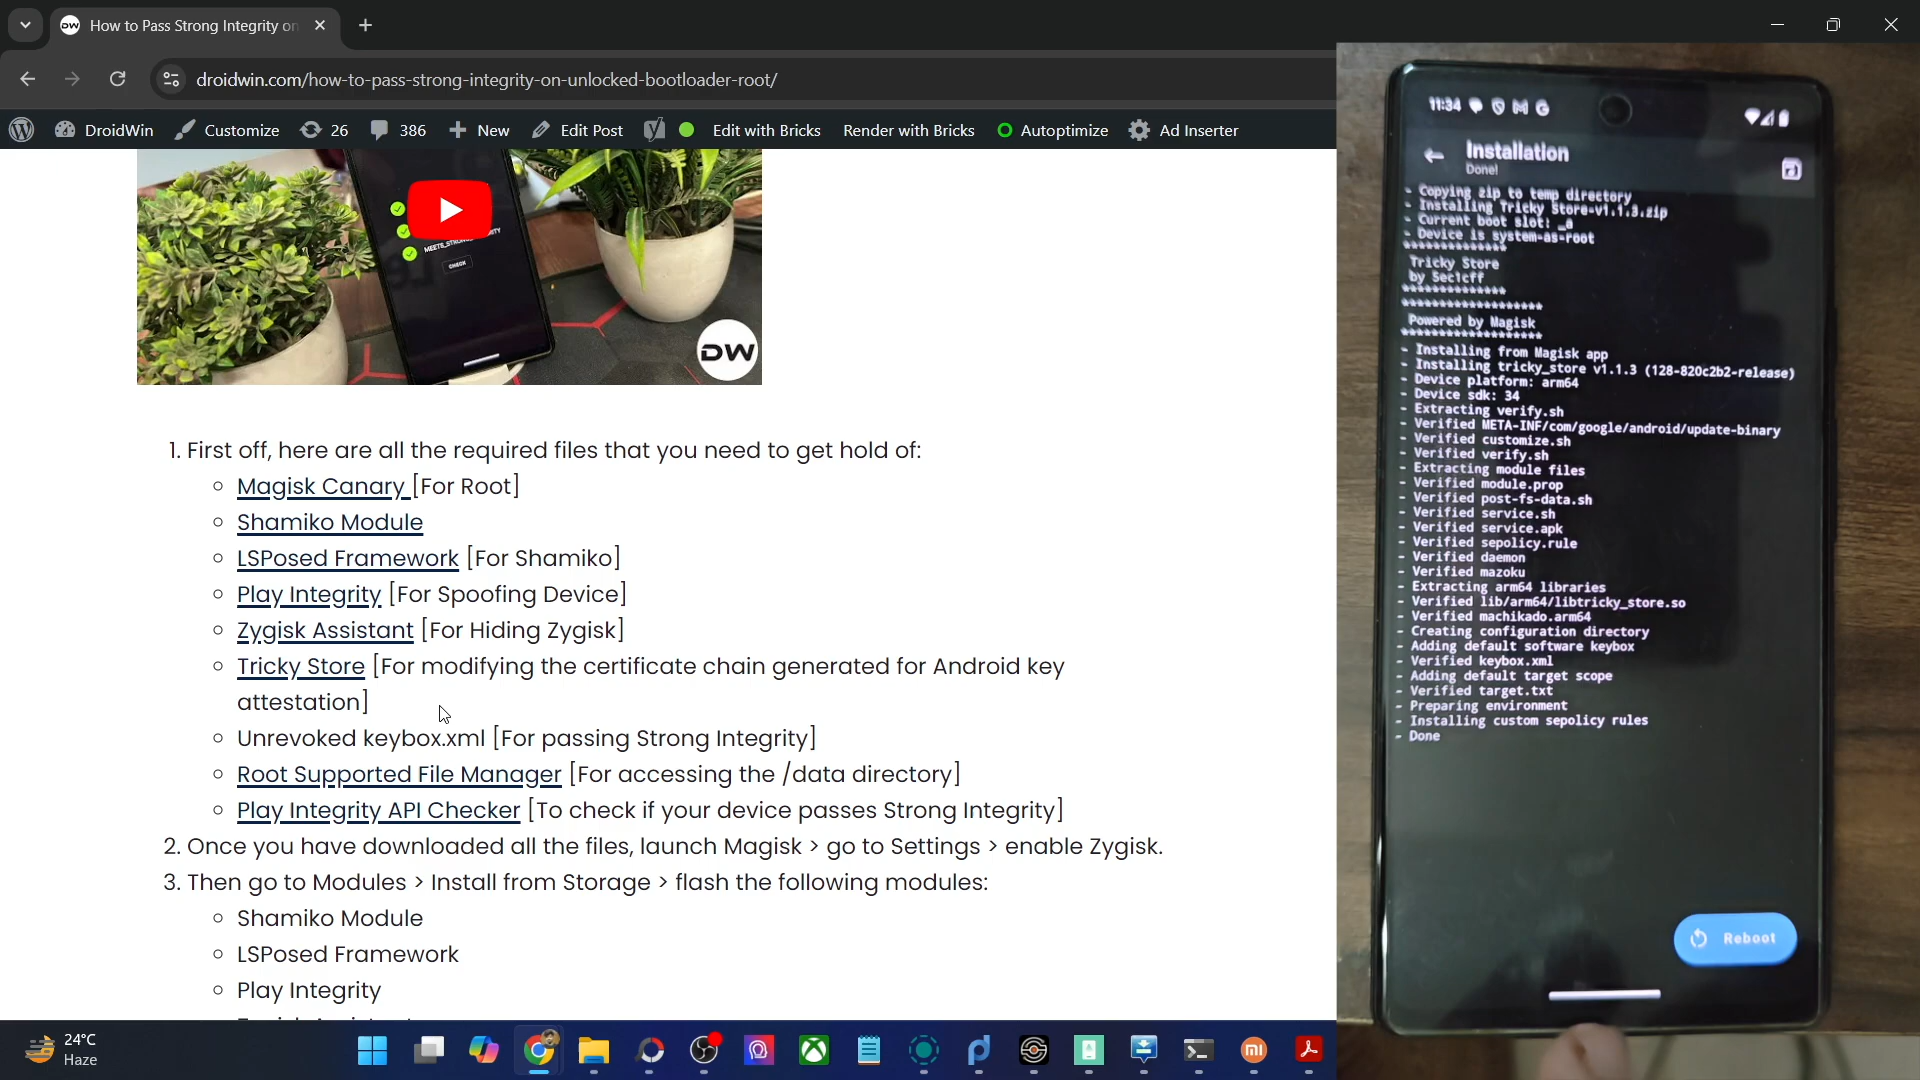 How to Pass Strong Integrity on
droidwin.com/how-to-pass-strong-integrity-on-unlocked-bootloader-root/
DroidWin Customize 26 386 New Edit Post Edit with Bricks Render with Bricks Autoptimize Ad Inserter
MEETS_STRONG_INTEGRITY
CHECK
DW
1. First off, here are all the required files that you need to get hold of:
Magisk Canary [For Root]
Shamiko Module
LSPosed Framework [For Shamiko]
Play Integrity [For Spoofing Device]
Zygisk Assistant [For Hiding Zygisk]
Tricky Store [For modifying the certificate chain generated for Android key
attestation]
Unrevoked keybox.xml [For passing Strong Integrity]
Root Supported File Manager [For accessing the /data directory]
Play Integrity API Checker [To check if your device passes Strong Integrity]
2. Once you have downloaded all the files, launch Magisk > go to Settings > enable Zygisk.
3. Then go to Modules > Install from Storage > flash the following modules:
Shamiko Module
LSPosed Framework
Play Integrity
24°C
Haze
11:34
Installation
Done!
- Copying zip to temp directory
- Installing Tricky Store-v1.1.3.zip
- Current boot slot: _a
- Device is system-as-root
**************
Tricky Store
by 5ec1cff
**************
*******************
Powered by Magisk
*******************
- Installing from Magisk app
- Installing tricky_store v1.1.3 (128-820c2b2-release)
- Device platform: arm64
- Device sdk: 34
- Extracting verify.sh
- Verified META-INF/com/google/android/update-binary
- Verified customize.sh
- Verified verify.sh
- Extracting module files
- Verified module.prop
- Verified post-fs-data.sh
- Verified service.sh
- Verified service.apk
- Verified sepolicy.rule
- Verified daemon
- Verified mazoku
- Extracting arm64 libraries
- Verified lib/arm64/libtricky_store.so
- Verified machikado.arm64
- Creating configuration directory
- Adding default software keybox
- Verified keybox.xml
- Adding default target scope
- Verified target.txt
- Preparing environment
- Installing custom sepolicy rules
- Done
Reboot